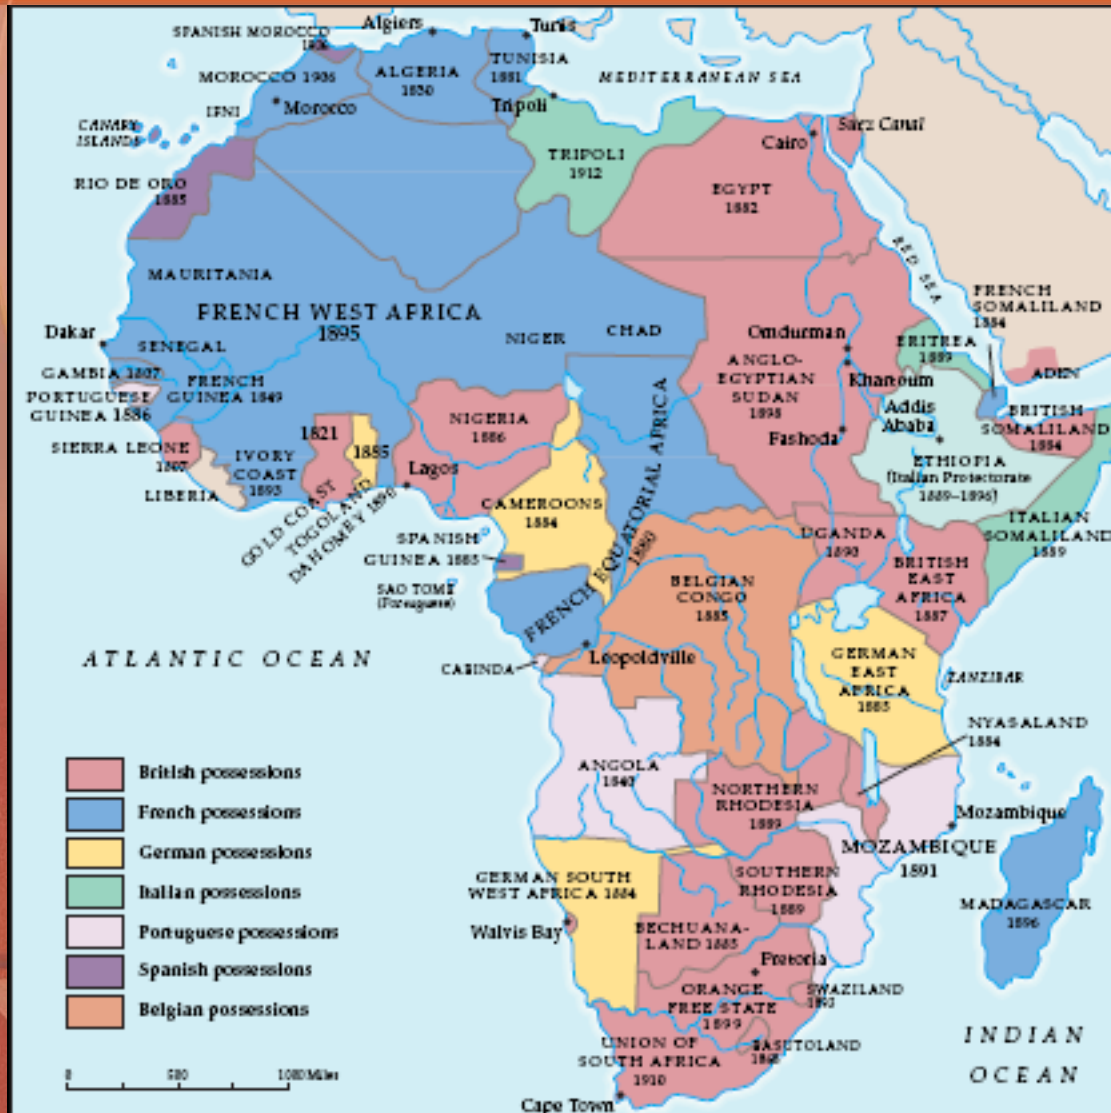 SPANISH MOROCCO
1906
Algiers
Tunis
MOROCCO 1906
ALGERIA
1830
TUNISIA
1881
MEDITERRANEAN SEA
IFNI
Morocco
Tripoli
CANARY
ISLANDS
Suez Canal
Cairo
TRIPOLI
1912
RIO DE ORO
1885
EGYPT
1882
RED SEA
MAURITANIA
FRENCH WEST AFRICA
1895
FRENCH
SOMALILAND
1884
Dakar
SENEGAL
NIGER
CHAD
Omdurman
ERITREA
1889
ANGLO-
EGYPTIAN
SUDAN
1898
ADEN
GAMBIA 1807
FRENCH
GUINEA 1849
Khartoum
PORTUGUESE
GUINEA 1886
Addis
Ababa
BRITISH
SOMALILAND
1884
NIGERIA
1886
1821
1885
Fashoda
SIERRA LEONE
1807
IVORY
COAST
1893
Lagos
ETHIOPIA
(Italian Protectorate
1889–1896)
LIBERIA
GOLD COAST
TOGOLAND
DAHOMEY 1890
CAMEROONS
1884
FRENCH EQUATORIAL AFRICA
1880
SPANISH
GUINEA 1885
UGANDA
1890
ITALIAN
SOMALILAND
1889
BRITISH
EAST
AFRICA
1887
SAO TOME
(Portuguese)
BELGIAN
CONGO
1885
ATLANTIC OCEAN
CABINDA
Leopoldville
GERMAN
EAST
AFRICA
1885
ZANZIBAR
NYASALAND
1884
ANGOLA
1840
NORTHERN
RHODESIA
1889
Mozambique
MOZAMBIQUE
1891
British possessions
French possessions
German possessions
Italian possessions
Portuguese possessions
Spanish possessions
Belgian possessions
GERMAN SOUTH
WEST AFRICA 1884
SOUTHERN
RHODESIA
1889
MADAGASCAR
1896
Walvis Bay
BECHUANA-
LAND 1885
Pretoria
ORANGE
FREE STATE
1899
SWAZILAND
1893
UNION OF
SOUTH AFRICA
1910
BASUTOLAND
1868
INDIAN
OCEAN
0 500 1000 Miles
Cape Town